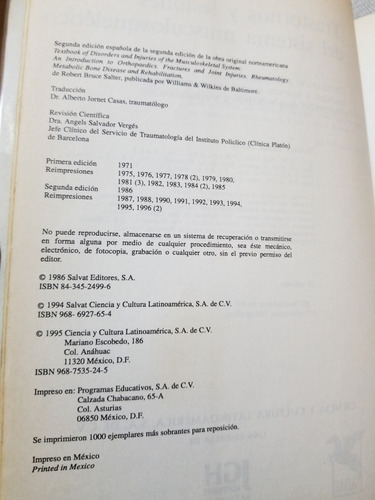 Segunda edición española de la segunda edición de la obra original norteamericana
Textbook of Disorders and Injuries of the Musculoskeletal System.
An Introduction to Orthopaedics. Fractures and Joint Injuries. Rheumatology
Metabolic Bone Disease and Rehabilitation,
de Robert Bruce Salter, publicada por Williams & Wilkins de Baltimore.
Traducción
Dr. Alberto Jornet Casas, traumatólogo
Revisión Científica
Dra. Angels Salvador Vergés
Jefe Clínico del Servicio de Traumatología del Instituto Policlico (Clínica Platón)
de Barcelona
Primera edición 1971
Reimpresiones 1975, 1976, 1977, 1978 (2), 1979, 1980,
1981 (3), 1982, 1983, 1984 (2), 1985
Segunda edición 1986
Reimpresiones 1987, 1988, 1990, 1991, 1992, 1993, 1994,
1995, 1996 (2)
No puede reproducirse, almacenarse en un sistema de recuperación o transmitirse
en forma alguna por medio de cualquier procedimiento, sea éste mecánico,
electrónico, de fotocopia, grabación o cualquier otro, sin el previo permiso del
editor.
© 1986 Salvat Editores, S.A.
ISBN 84-345-2499-6
© 1994 Salvat Ciencia y Cultura Latinoamérica, S.A. de C.V.
ISBN 968- 6927-65-4
© 1995 Ciencia y Cultura Latinoamérica, S.A. de C.V.
Mariano Escobedo, 186
Col. Anáhuac
11320 México, D.F.
ISBN 968-7535-24-5
Impreso en: Programas Educativos, S.A. de C.V.
Calzada Chabacano, 65-A
Col. Asturias
06850 México, D.F.
Se imprimieron 1000 ejemplares más sobrantes para reposición.
Impreso en México
Printed in Mexico